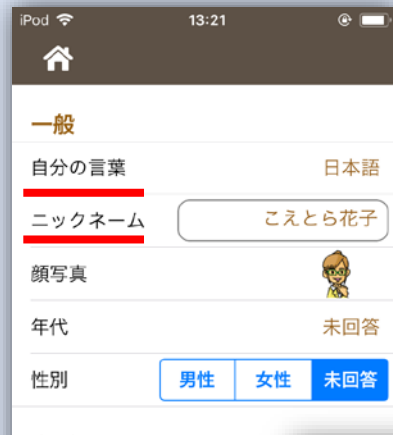 iPod 13:21
一般
自分の言葉 日本語
ニックネーム こえとら花子
顔写真
年代 未回答
性別 男性 女性 未回答